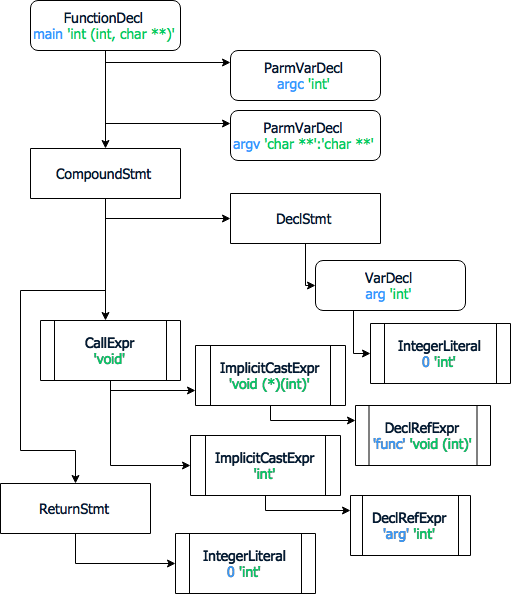 FunctionDecl
main 'int (int, char **)'
ParmVarDecl
argc 'int'
ParmVarDecl
argv 'char **':'char **'
CompoundStmt
DeclStmt
VarDecl
arg 'int'
CallExpr
'void'
IntegerLiteral
0 'int'
ImplicitCastExpr
'void (*)(int)'
DeclRefExpr
'func' 'void (int)'
ImplicitCastExpr
'int'
ReturnStmt
DeclRefExpr
'arg' 'int'
IntegerLiteral
0 'int'